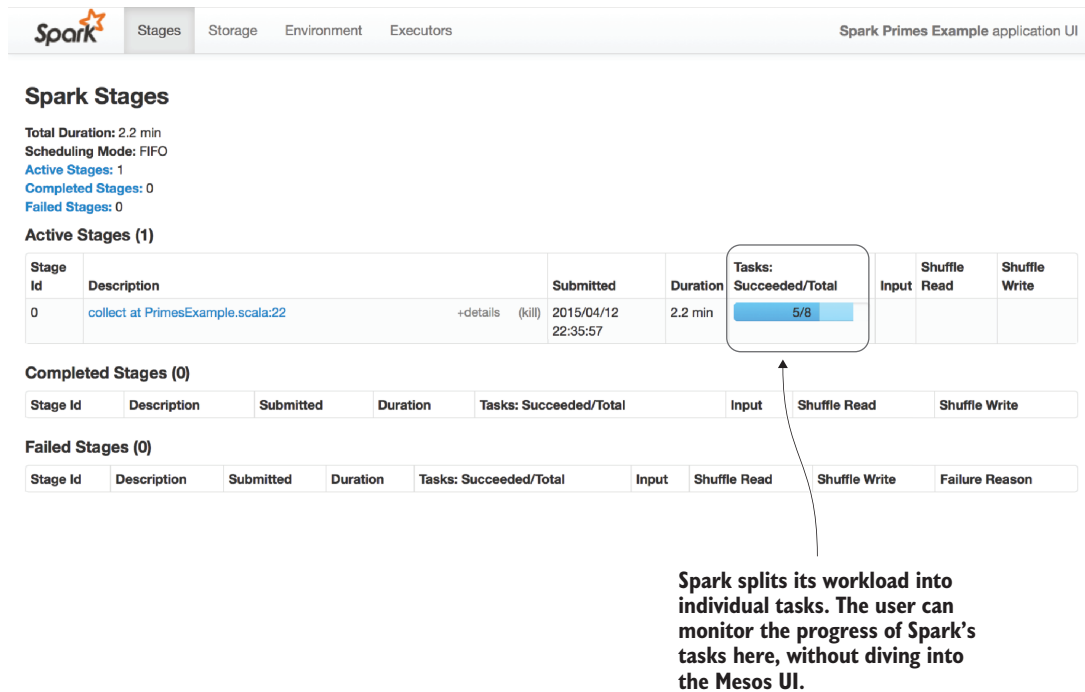 Spark Stages Storage Environment Executors Spark Primes Example application UI
Spark Stages
Total Duration: 2.2 min
Scheduling Mode: FIFO
Active Stages: 1
Completed Stages: 0
Failed Stages: 0
Active Stages (1)
Stage Id Description Submitted Duration Tasks: Succeeded/Total Input Shuffle Read Shuffle Write
0 collect at PrimesExample.scala:22 +details (kill) 2015/04/12 22:35:57 2.2 min 5/8
Completed Stages (0)
Stage Id Description Submitted Duration Tasks: Succeeded/Total Input Shuffle Read Shuffle Write
Failed Stages (0)
Stage Id Description Submitted Duration Tasks: Succeeded/Total Input Shuffle Read Shuffle Write Failure Reason
Spark splits its workload into
individual tasks. The user can
monitor the progress of Spark's
tasks here, without diving into
the Mesos UI.